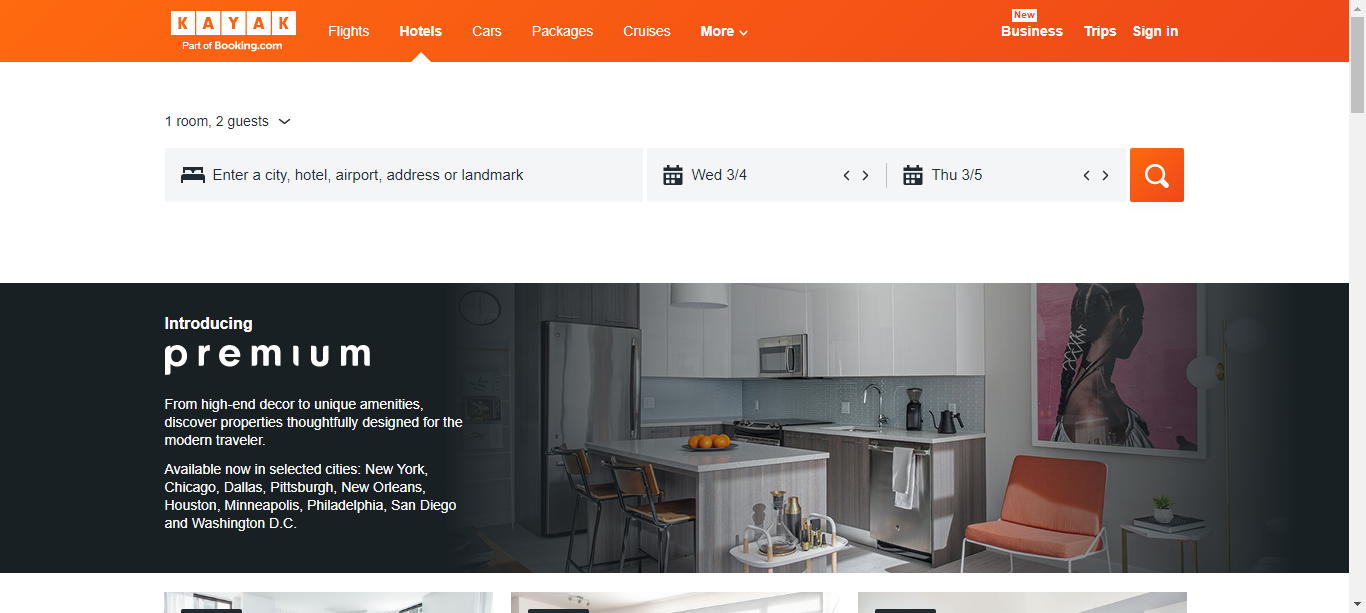 KAYAK
Part of Booking.com
Flights
Hotels
Cars
Packages
Cruises
More
New
Business
Trips
Sign in
1 room, 2 guests
Enter a city, hotel, airport, address or landmark
Wed 3/4
Thu 3/5
Introducing
premium
From high-end decor to unique amenities,
discover properties thoughtfully designed for the
modern traveler.
Available now in selected cities: New York,
Chicago, Dallas, Pittsburgh, New Orleans,
Houston, Minneapolis, Philadelphia, San Diego
and Washington D.C.